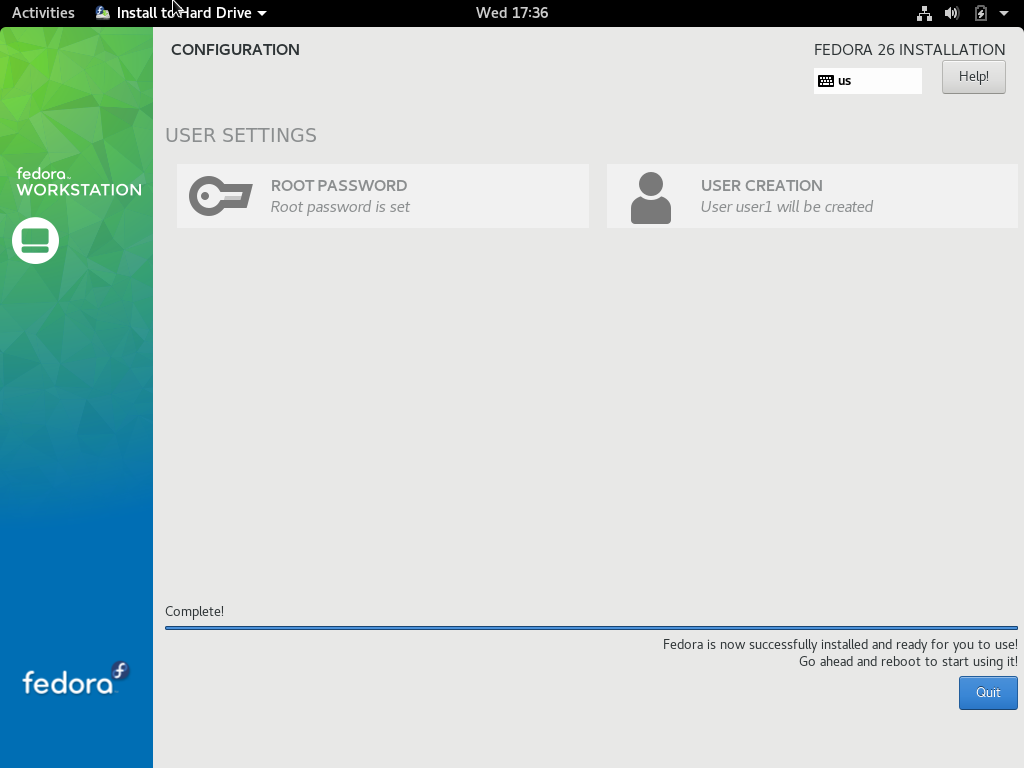 Activities
Install to Hard Drive
Wed 17:36
CONFIGURATION
FEDORA 26 INSTALLATION
us
Help!
fedora
WORKSTATION
USER SETTINGS
ROOT PASSWORD
Root password is set
USER CREATION
User user1 will be created
Complete!
Fedora is now successfully installed and ready for you to use!
Go ahead and reboot to start using it!
Quit
fedora